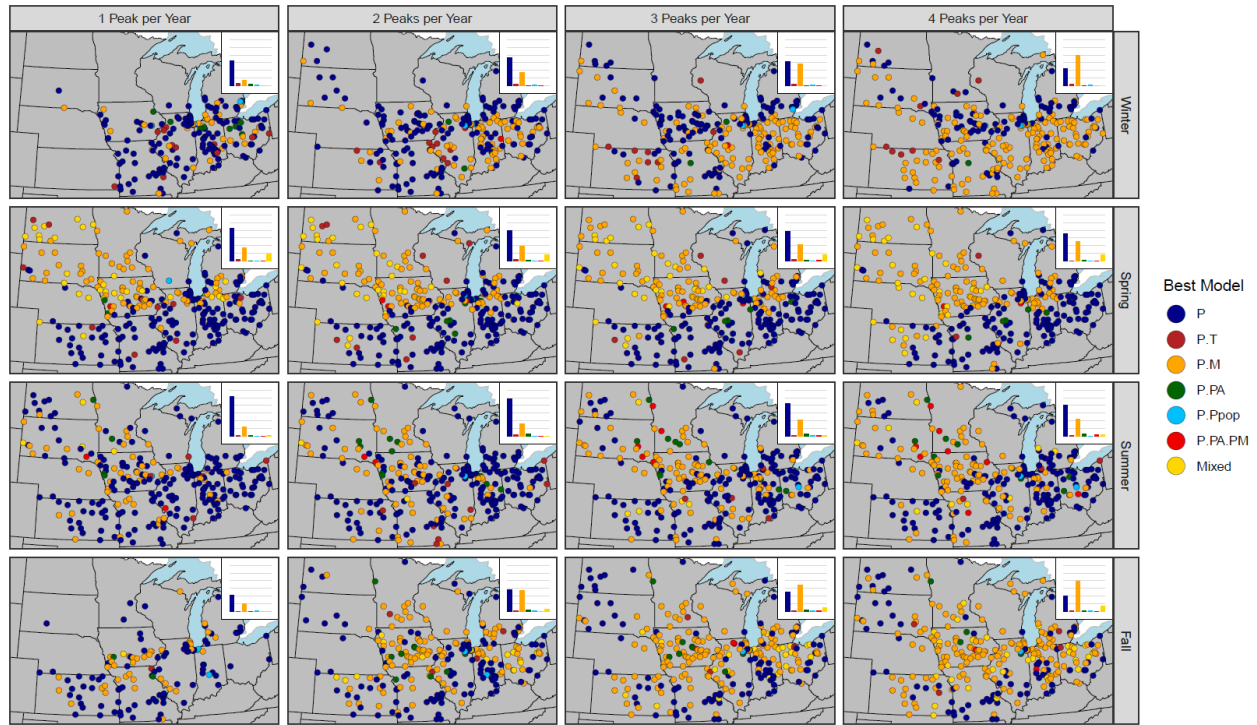 1 Peak per Year
2 Peaks per Year
3 Peaks per Year
4 Peaks per Year
Winter
Spring
Summer
Fall
Best Model
P
P.T
P.M
P.PA
P.Ppop
P.PA.PM
Mixed